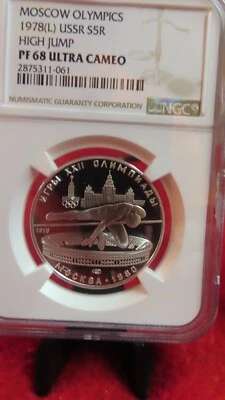 MOSCOW OLYMPICS
1978(L) USSR S5R
HIGH JUMP
PF 68 ULTRA CAMEO
2875311-061
NUMISMATIC GUARANTY CORPORATION
NGC
ИГРЫ XXII ОЛИМПИАДЫ
1978
МОСКВА·1980